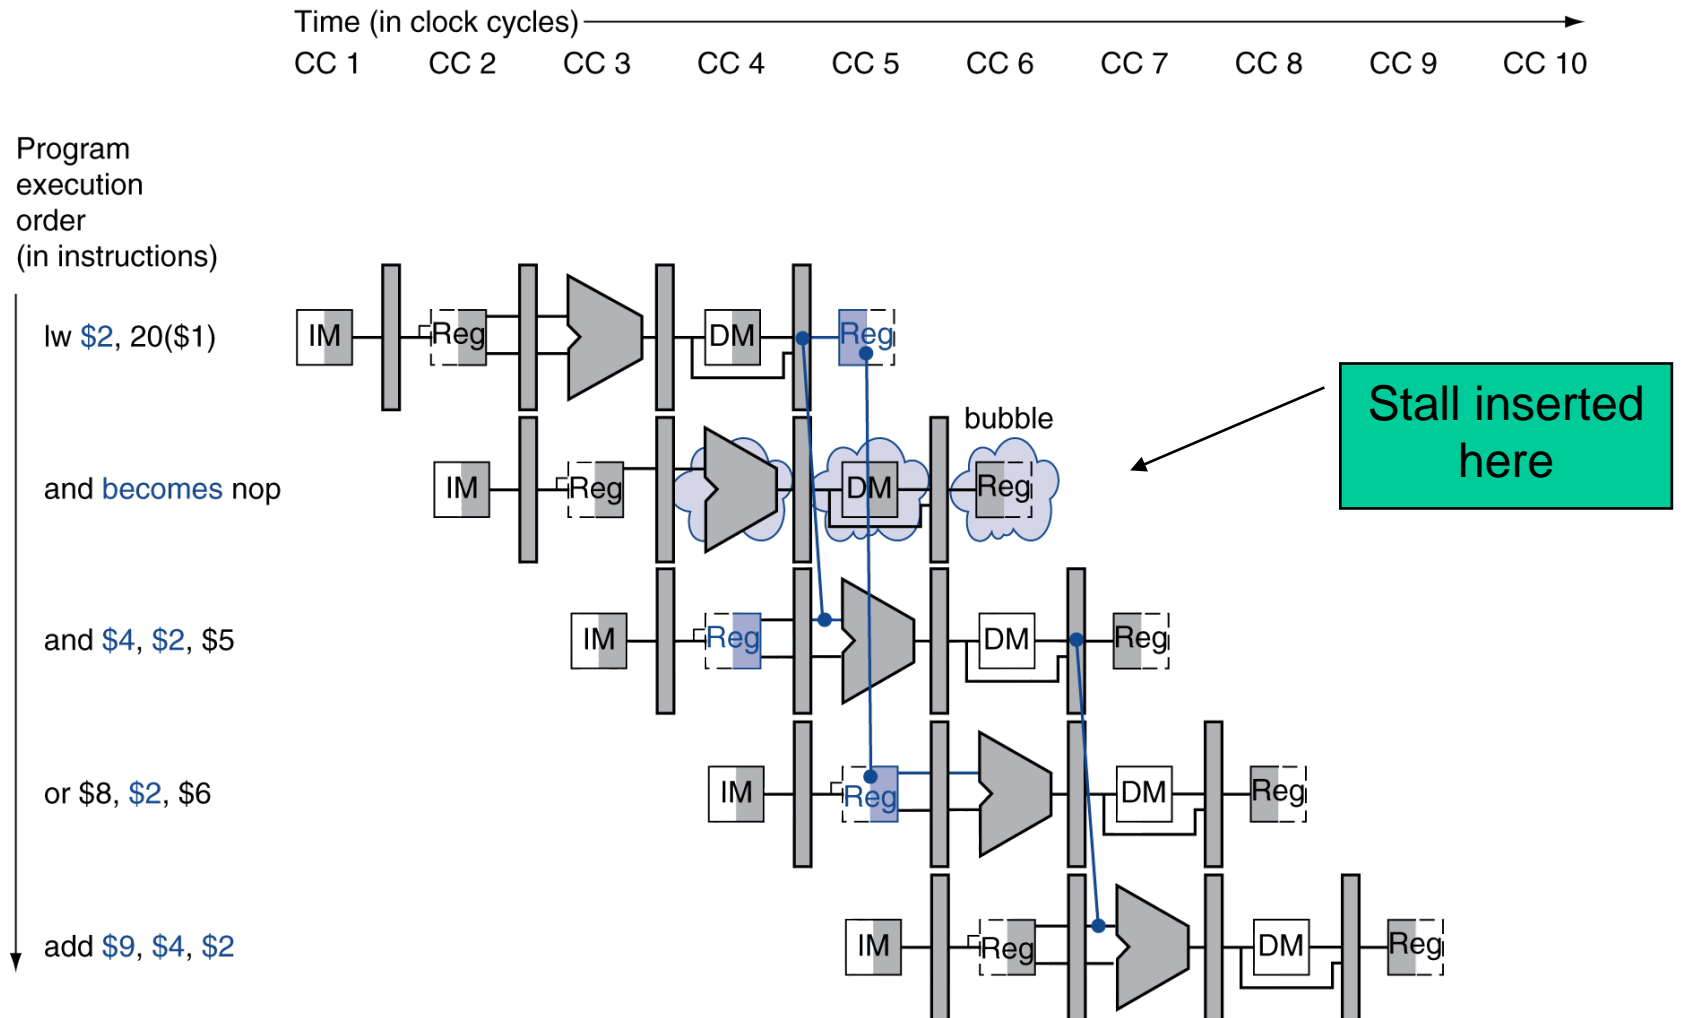 Time (in clock cycles)
CC 1 CC 2 CC 3 CC 4 CC 5 CC 6 CC 7 CC 8 CC 9 CC 10
Program
execution
order
(in instructions)
lw $2, 20($1) IM Reg DM Reg
Stall inserted
here
bubble
and becomes nop IM Reg DM Reg
and $4, $2, $5 IM Reg DM Reg
or $8, $2, $6 IM Reg DM Reg
add $9, $4, $2 IM Reg DM Reg